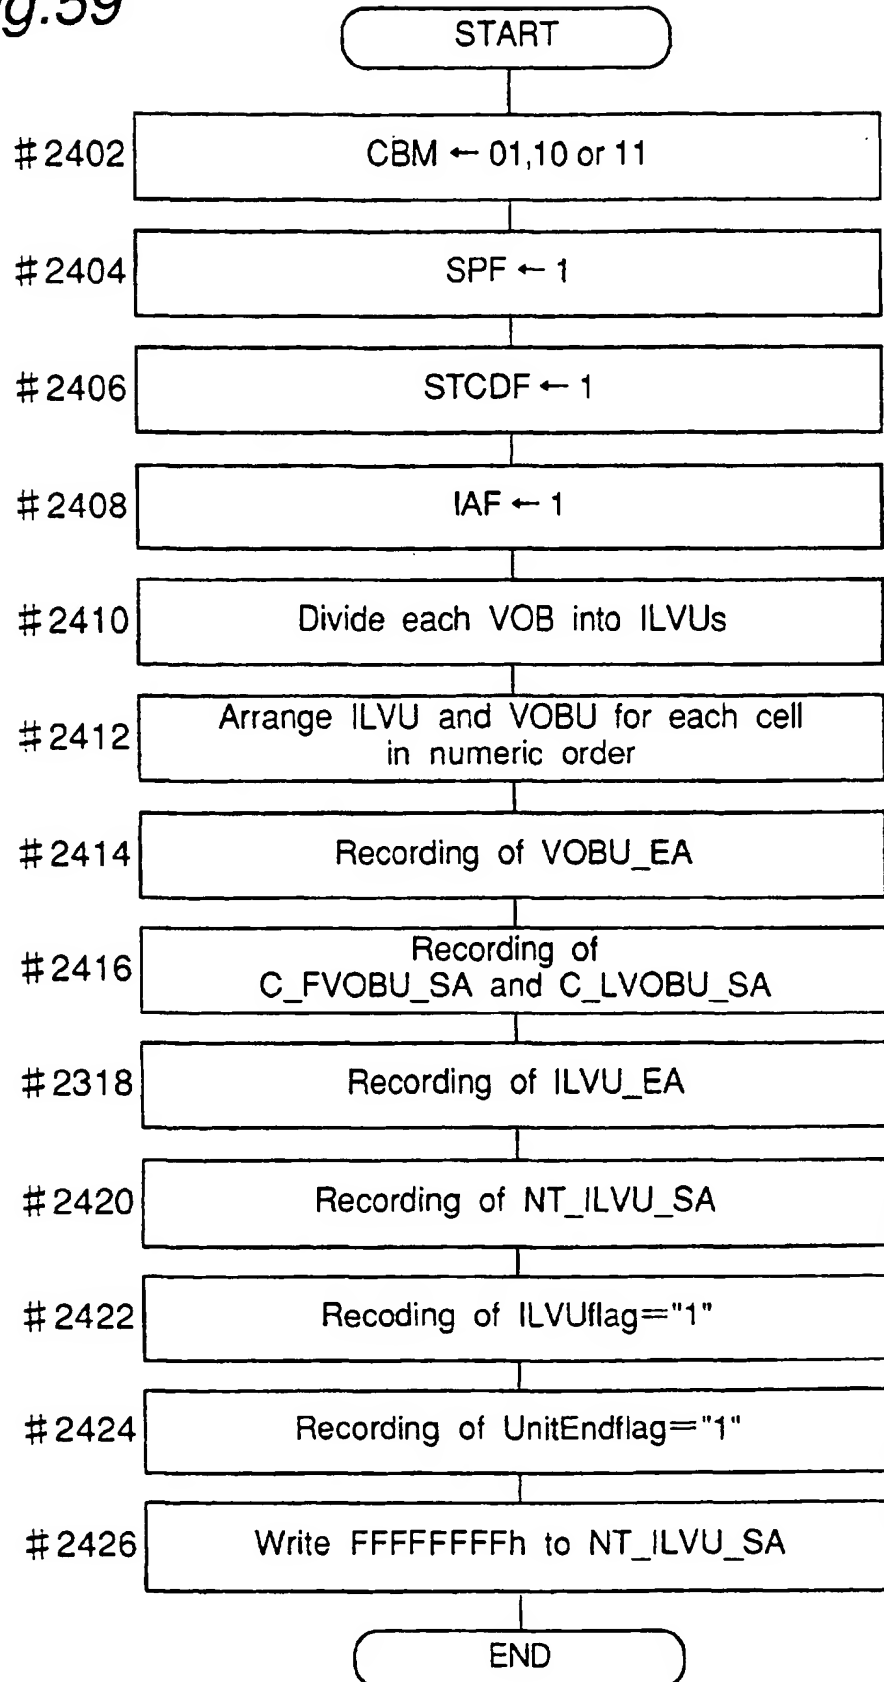 g.59
START
#2402 CBM ← 01,10 or 11
#2404 SPF ← 1
#2406 STCDF ← 1
#2408 IAF ← 1
#2410 Divide each VOB into ILVUs
#2412 Arrange ILVU and VOBU for each cell
in numeric order
#2414 Recording of VOBU_EA
#2416 Recording of
C_FVOBU_SA and C_LVOBU_SA
#2318 Recording of ILVU_EA
#2420 Recording of NT_ILVU_SA
#2422 Recoding of ILVUflag="1"
#2424 Recording of UnitEndflag="1"
#2426 Write FFFFFFFFh to NT_ILVU_SA
END